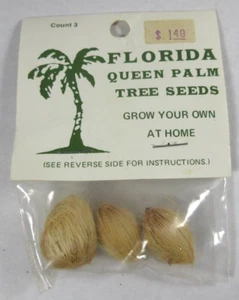 Count 3
$ 1.49
FLORIDA
QUEEN PALM
TREE SEEDS
GROW YOUR OWN
AT HOME
(SEE REVERSE SIDE FOR INSTRUCTIONS.)